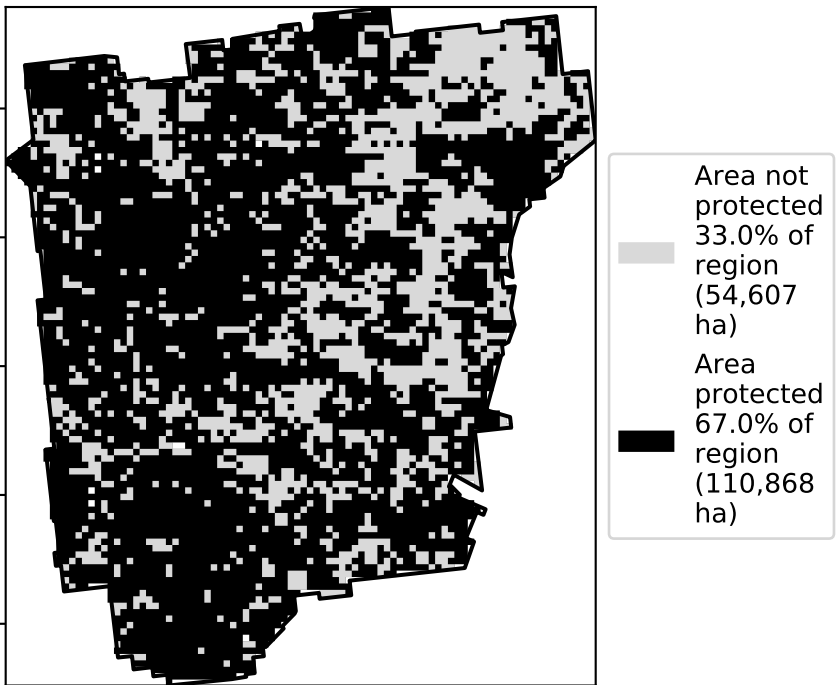 Area not
protected
33.0% of
region
(54,607
ha)
Area
protected
67.0% of
region
(110,868
ha)